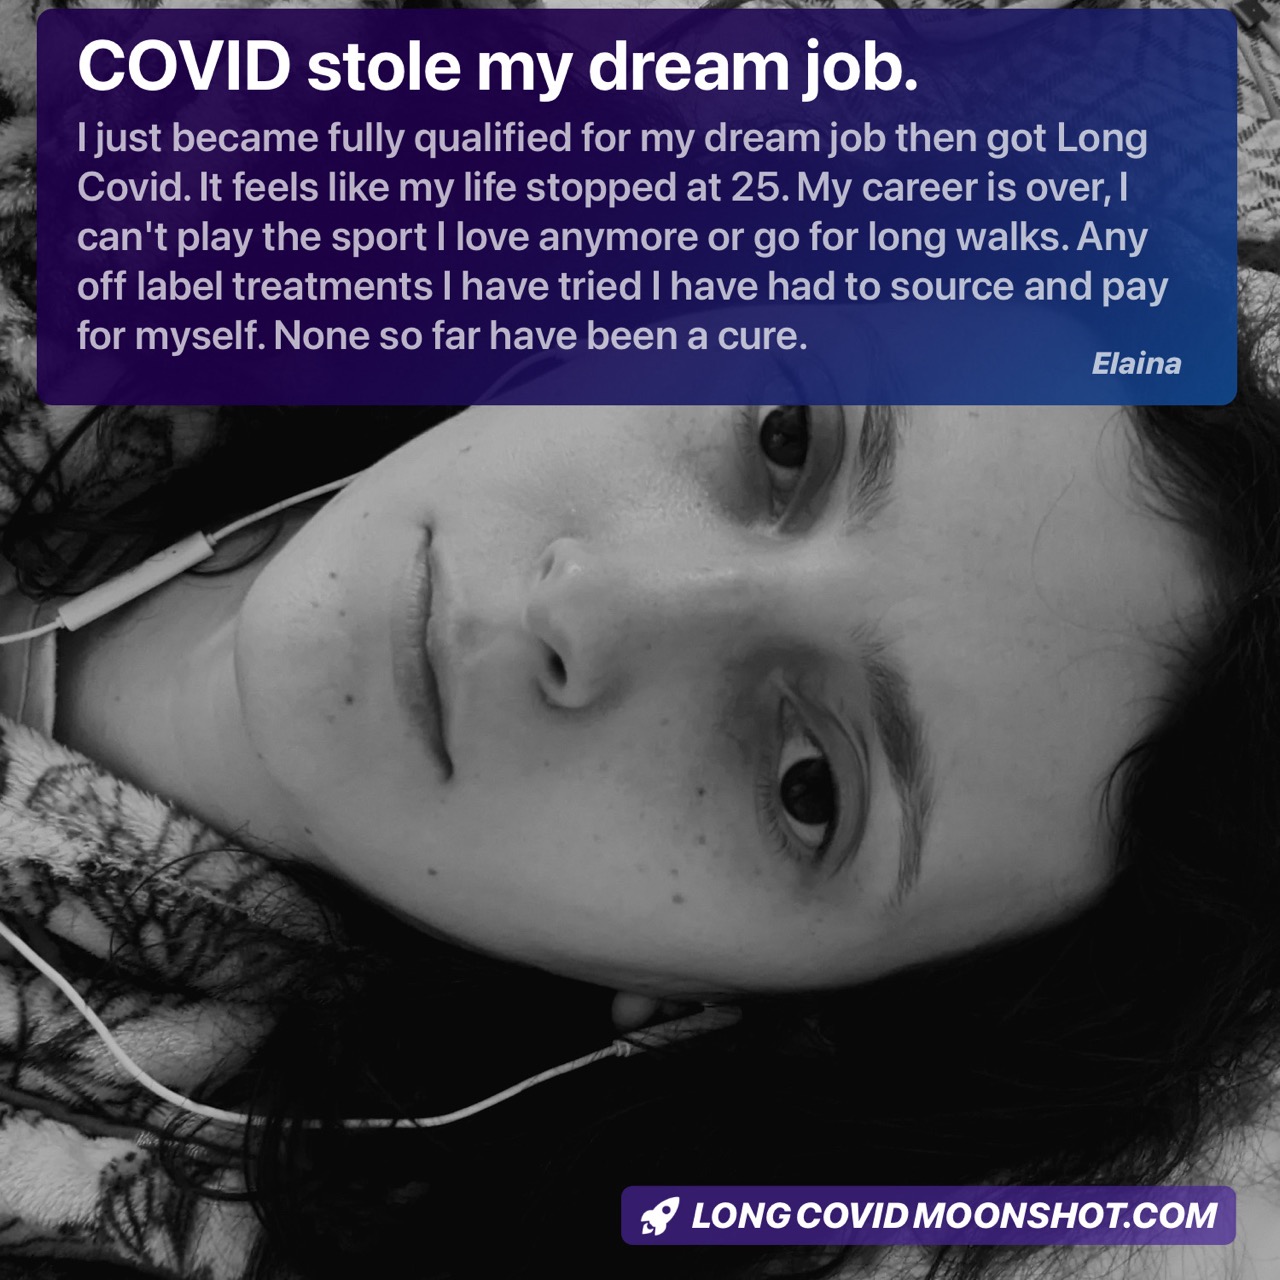 COVID stole my dream job.
I just became fully qualified for my dream job then got Long
Covid. It feels like my life stopped at 25. My career is over, I
can't play the sport I love anymore or go for long walks. Any
off label treatments I have tried I have had to source and pay
for myself. None so far have been a cure.
Elaina
LONG COVID MOONSHOT.COM